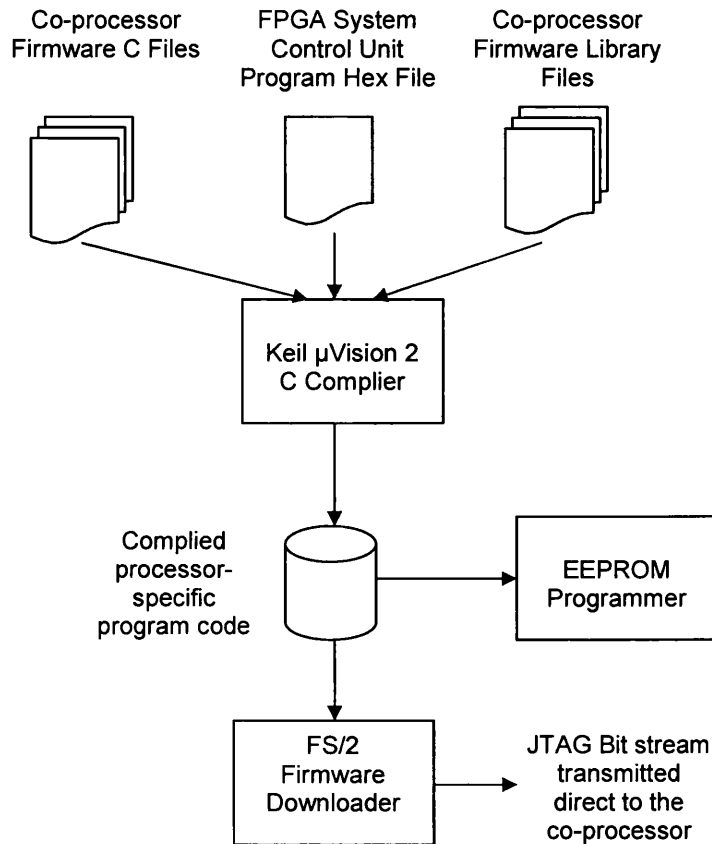 Co-processor
Firmware C Files
FPGA System
Control Unit
Program Hex File
Co-processor
Firmware Library
Files
Keil µVision 2
C Complier
Complied
processor-
specific
program code
EEPROM
Programmer
FS/2
Firmware
Downloader
JTAG Bit stream
transmitted
direct to the
co-processor